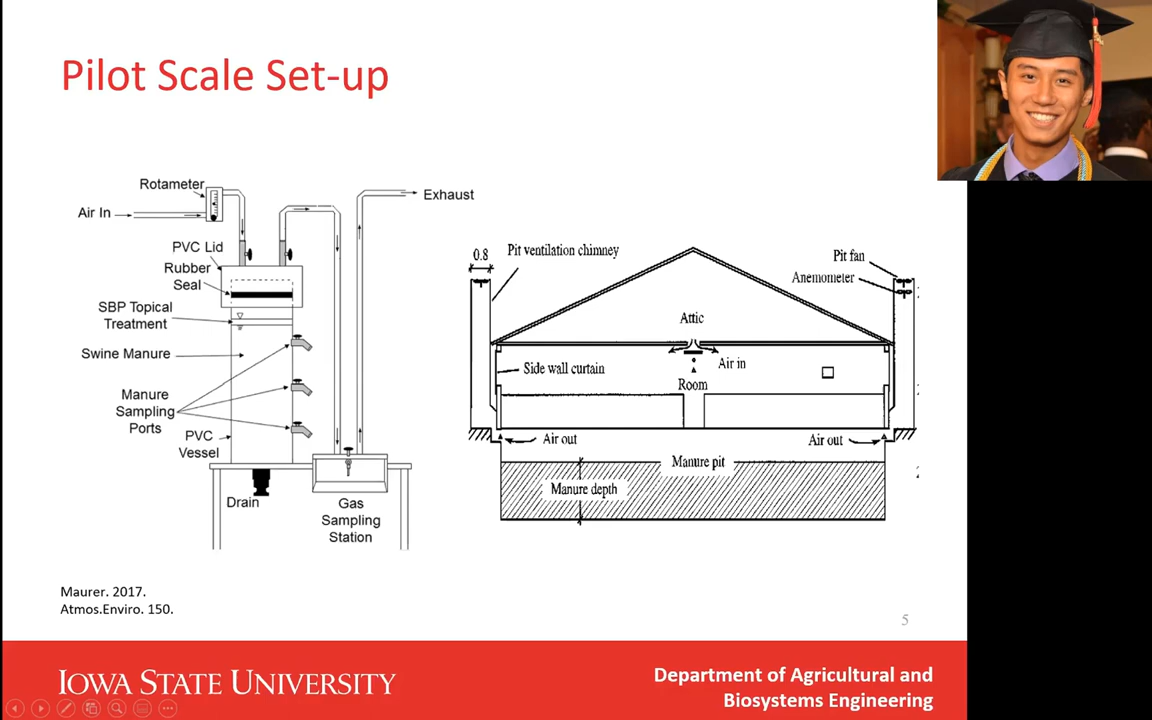 Pilot Scale Set-up
Rotameter
Air In
Exhaust
PVC Lid
Rubber
Seal
SBP Topical
Treatment
Swine Manure
Manure
Sampling
Ports
PVC
Vessel
Drain
Gas
Sampling
Station
0.8
Pit ventilation chimney
Pit fan
Anemometer
Attic
Air in
Side wall curtain
Room
Air out
Air out
Manure pit
Manure depth
Maurer. 2017.
Atmos.Enviro. 150.
5
IOWA STATE UNIVERSITY
Department of Agricultural and
Biosystems Engineering